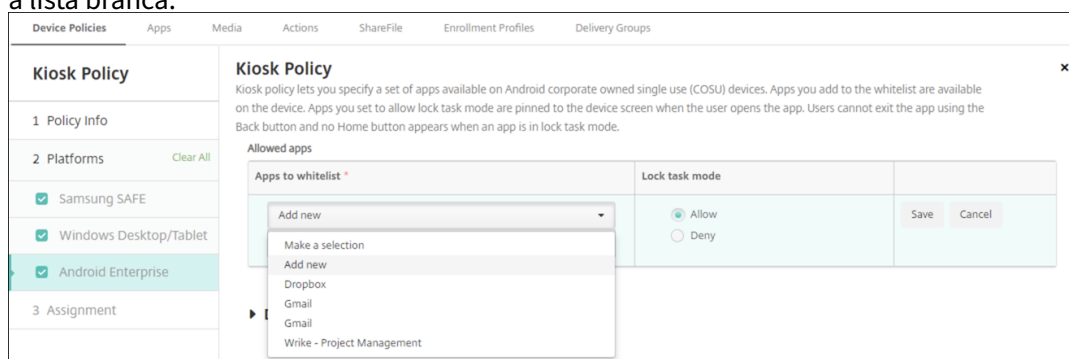 a lista branca.
Device Policies Apps Media Actions ShareFile Enrollment Profiles Delivery Groups
Kiosk Policy
1 Policy Info
2 Platforms Clear All
Samsung SAFE
Windows Desktop/Tablet
Android Enterprise
3 Assignment
Kiosk Policy
Kiosk policy lets you specify a set of apps available on Android corporate owned single use (COSU) devices. Apps you add to the whitelist are available
on the device. Apps you set to allow lock task mode are pinned to the device screen when the user opens the app. Users cannot exit the app using the
Back button and no Home button appears when an app is in lock task mode.
Allowed apps
Apps to whitelist * Lock task mode
Add new Allow Save Cancel
Deny
Make a selection
Add new
Dropbox
Gmail
Gmail
Wrike - Project Management